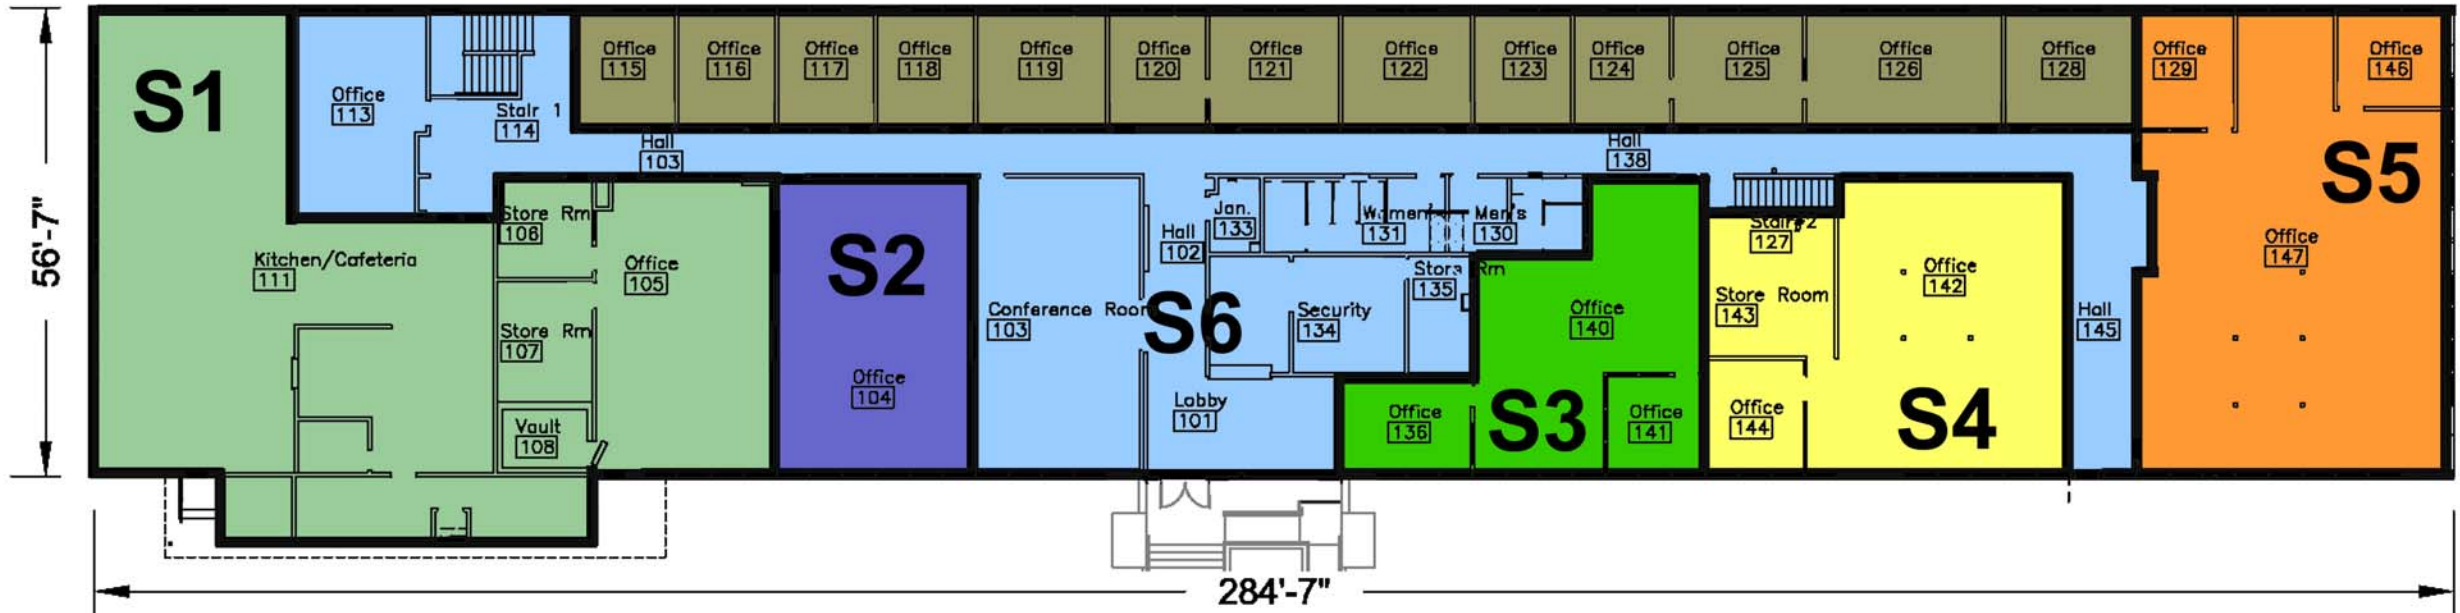 S1
Office
113
Stair 1
114
Office
115
Office
116
Office
117
Office
118
Office
119
Office
120
Office
121
Office
122
Office
123
Office
124
Office
125
Office
126
Office
128
Office
129
Office
146
Hall
103
Hall
138
S5
56'-7"
Kitchen/Cafeteria
111
Store Rm
106
Office
105
Store Rm
107
Vault
108
S2
Office
104
Conference Room
103
Hall
102
S6
Jan.
133
Women
131
Men's
130
Store Rm
135
Security
134
Lobby
101
Office
140
Office
136
S3
Office
141
Stair 2
127
Store Room
143
Office
142
Office
144
S4
Hall
145
Office
147
284'-7"